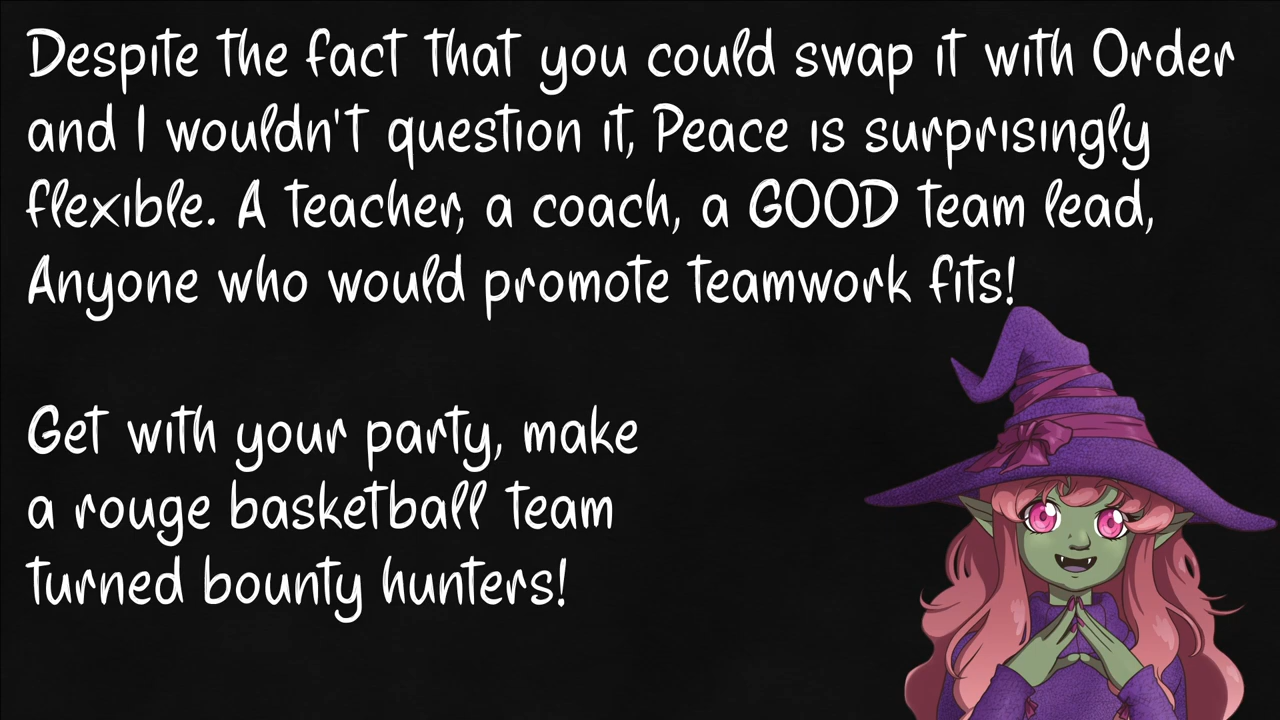 Despite the fact that you could swap it with Order
and I wouldn't question it, Peace is surprisingly
flexible. A teacher, a coach, a GOOD team lead,
Anyone who would promote teamwork fits!
Get with your party, make
a rouge basketball team
turned bounty hunters!